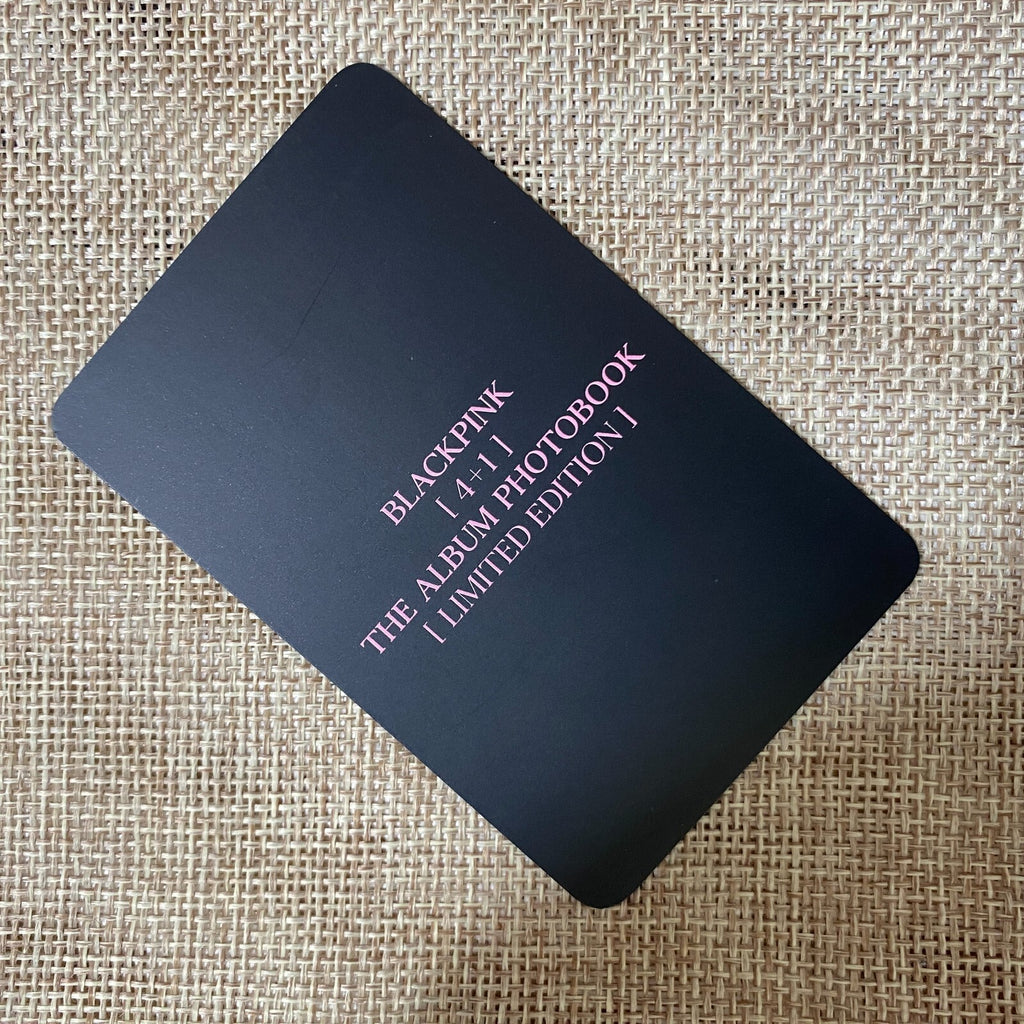 BLACKPINK
[ 4+1 ]
THE ALBUM PHOTOBOOK
[ LIMITED EDITION ]